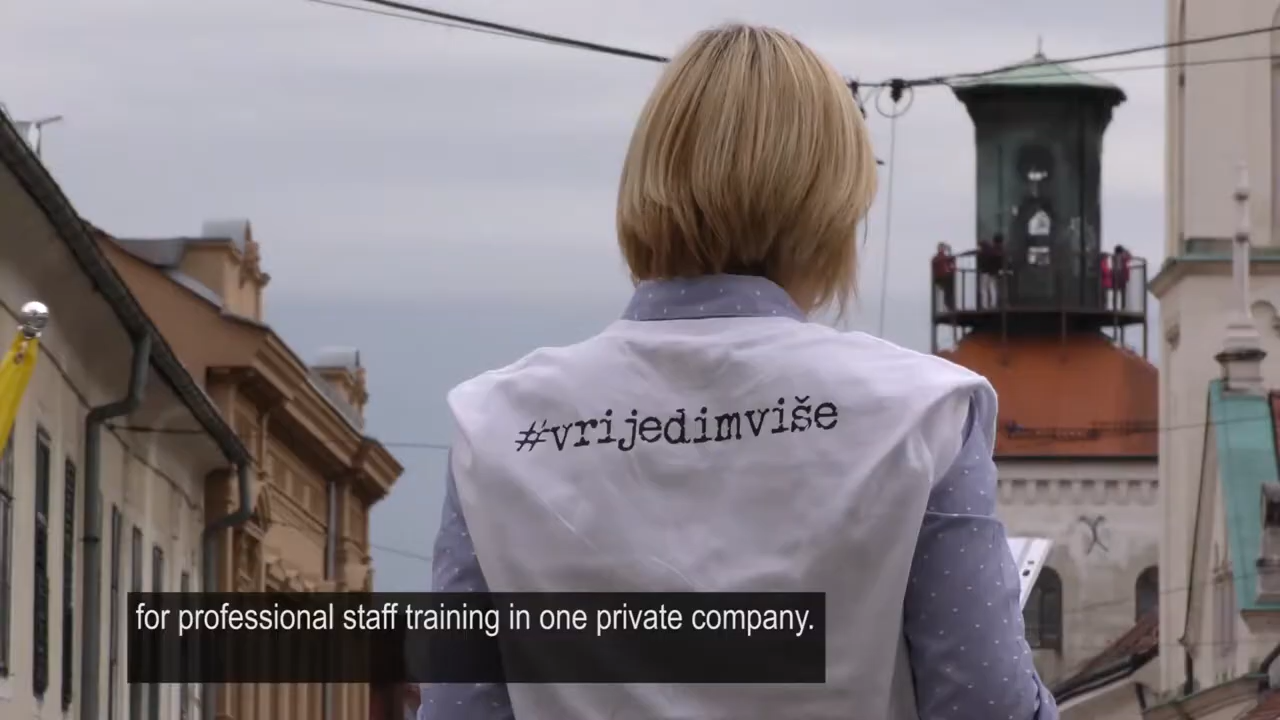 #vrijedimviše
for professional staff training in one private company.